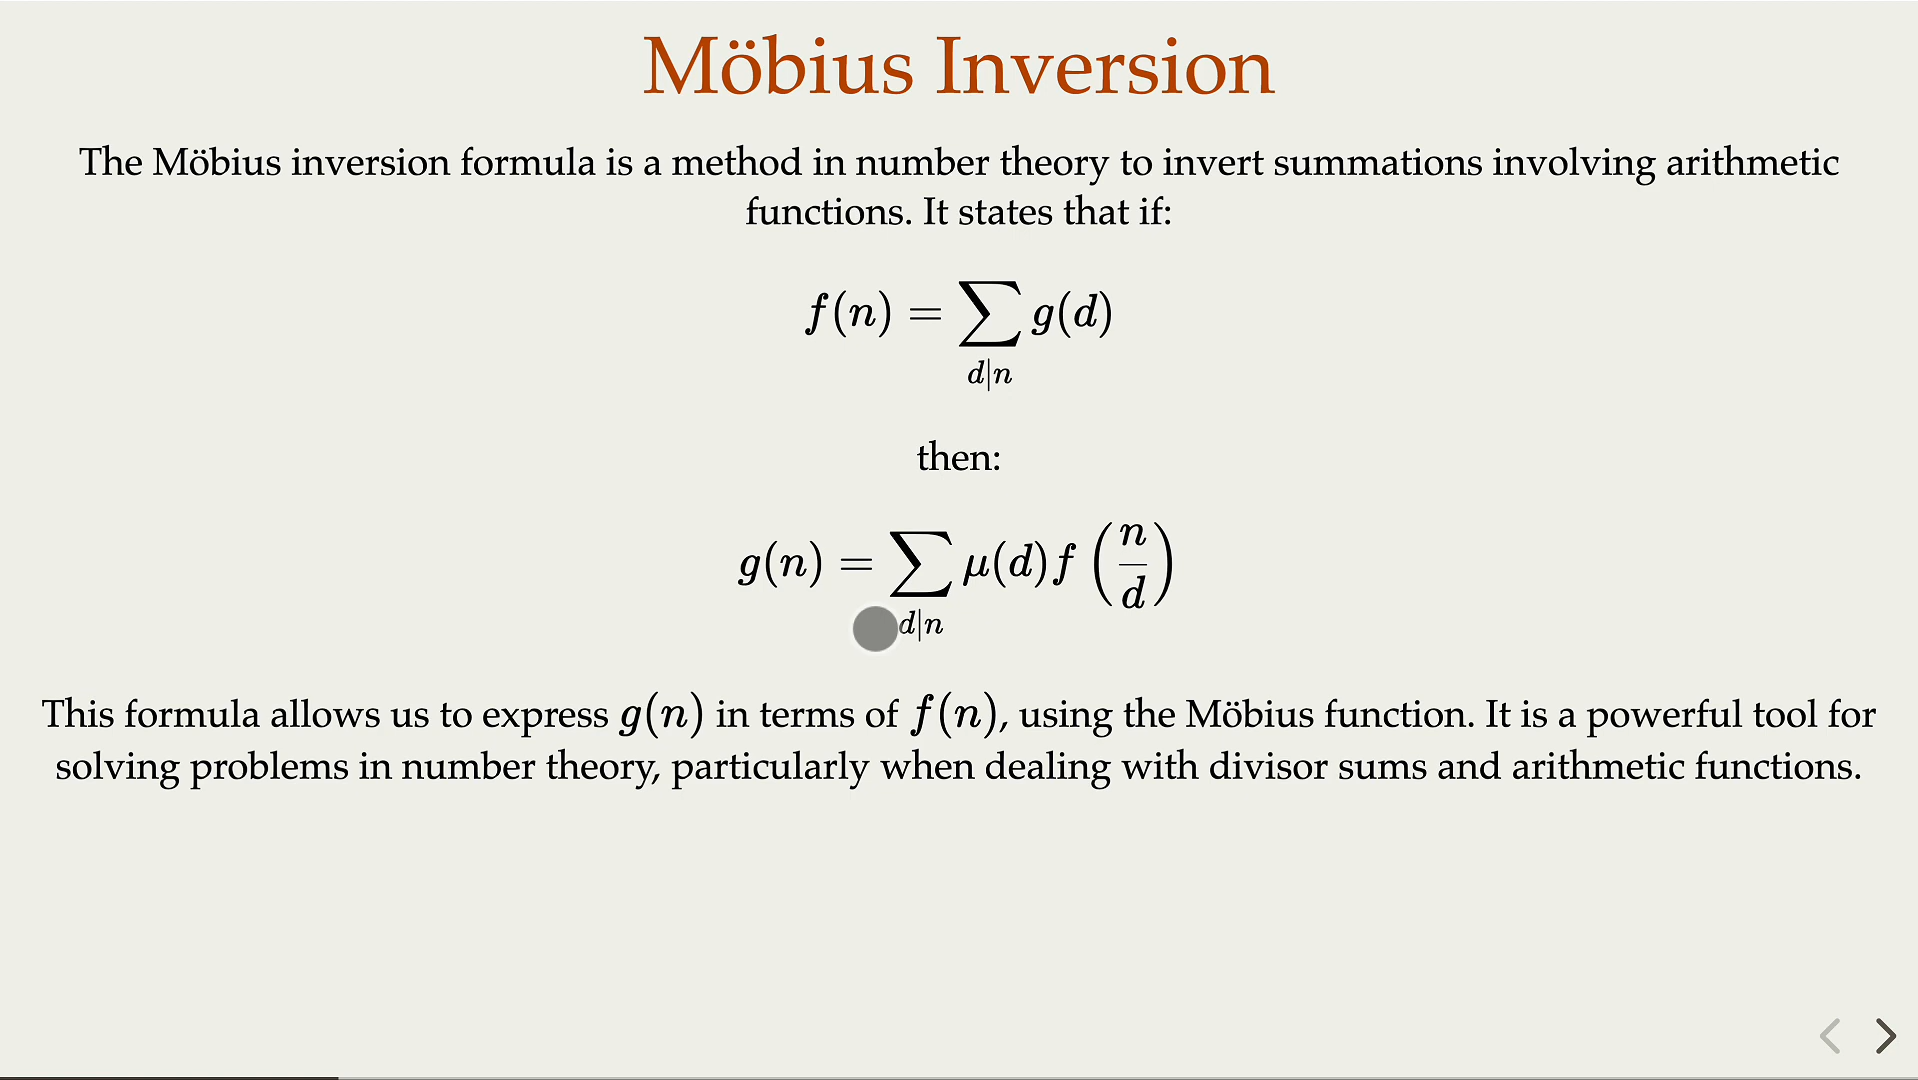 Möbius Inversion
The Möbius inversion formula is a method in number theory to invert summations involving arithmetic
functions. It states that if:
f(n) = ∑ g(d)
d|n
then:
g(n) = ∑ μ(d) f (n/d)
d|n
This formula allows us to express g(n) in terms of f(n), using the Möbius function. It is a powerful tool for
solving problems in number theory, particularly when dealing with divisor sums and arithmetic functions.